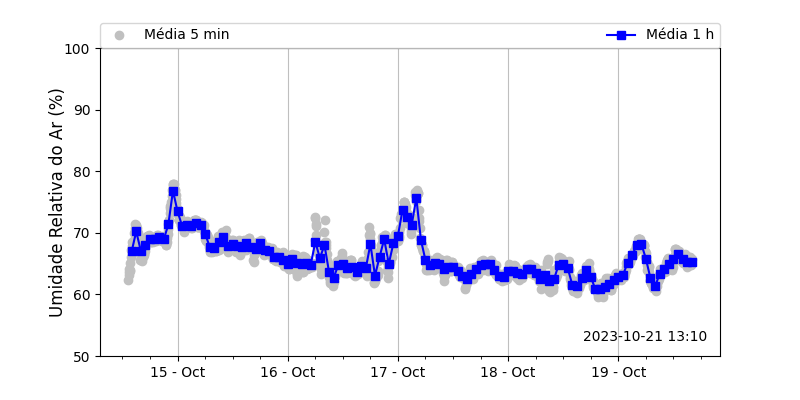 Média 5 min
Média 1 h
100
90
80
70
60
50
Umidade Relativa do Ar (%)
2023-10-21 13:10
15 - Oct
16 - Oct
17 - Oct
18 - Oct
19 - Oct